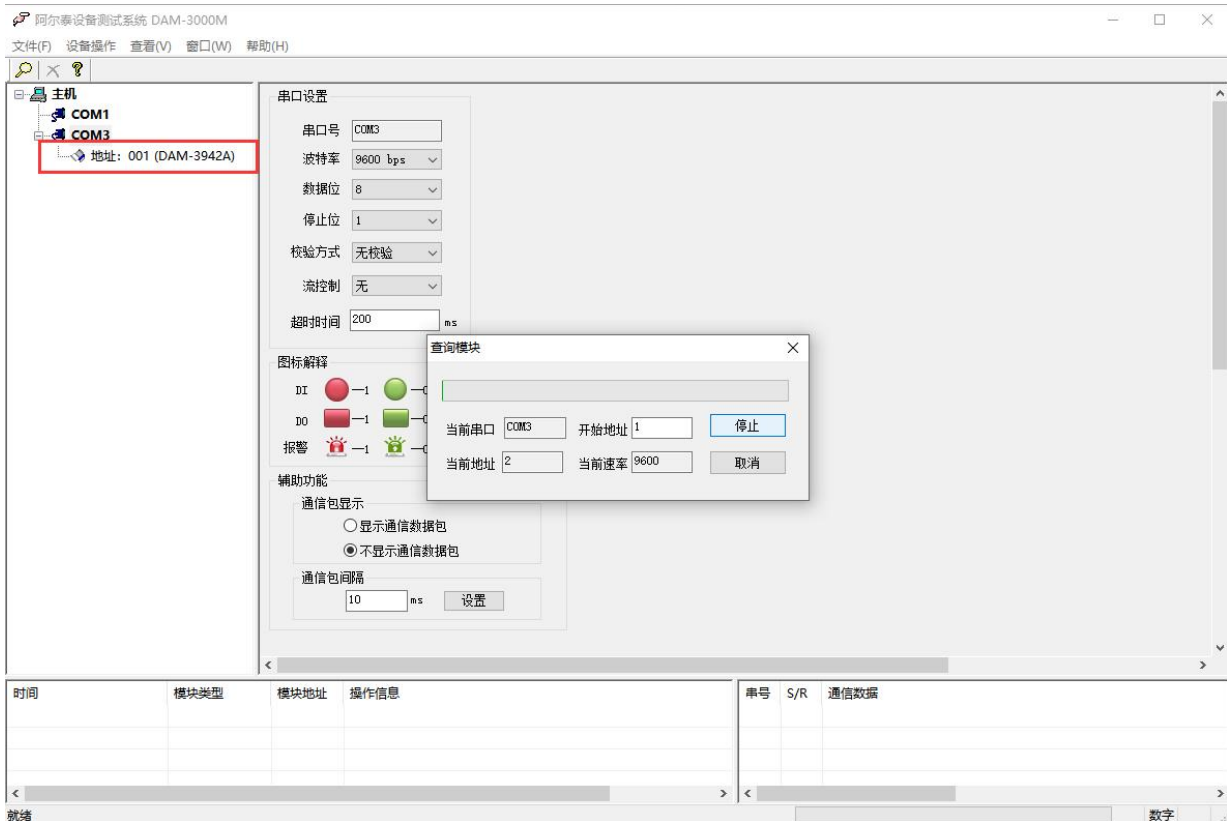 阿尔泰设备测试系统 DAM-3000M
文件(F) 设备操作 查看(V) 窗口(W) 帮助(H)
主机
COM1
COM3
地址：001 (DAM-3942A)
串口设置
串口号 COM3
波特率 9600 bps
数据位 8
停止位 1
校验方式 无校验
流控制 无
超时时间 200 ms
图标解释
DI —1
DO —1
报警 —1
查询模块
当前串口 COM3 开始地址 1 停止
当前地址 2 当前速率 9600 取消
辅助功能
通信包显示
显示通信数据包
不显示通信数据包
通信包间隔
10 ms 设置
时间 模块类型 模块地址 操作信息 串号 S/R 通信数据
就绪 数字